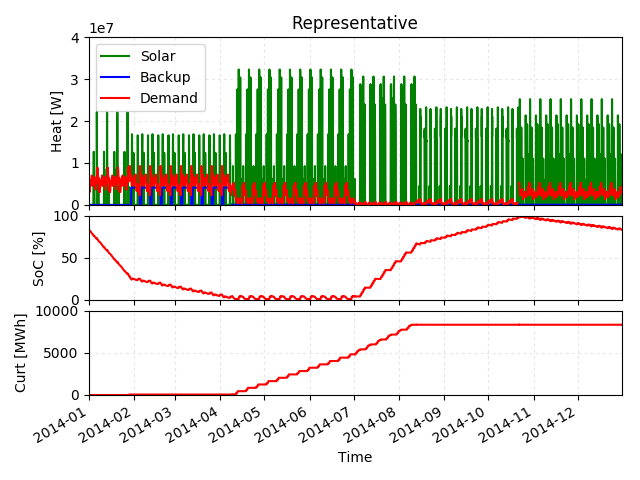 Representative
1e7
4
3
2
1
0
Heat [W]
Solar
Backup
Demand
100
50
0
SoC [%]
10000
5000
0
Curt [MWh]
2014-01
2014-02
2014-03
2014-04
2014-05
2014-06
2014-07
2014-08
2014-09
2014-10
2014-11
2014-12
Time